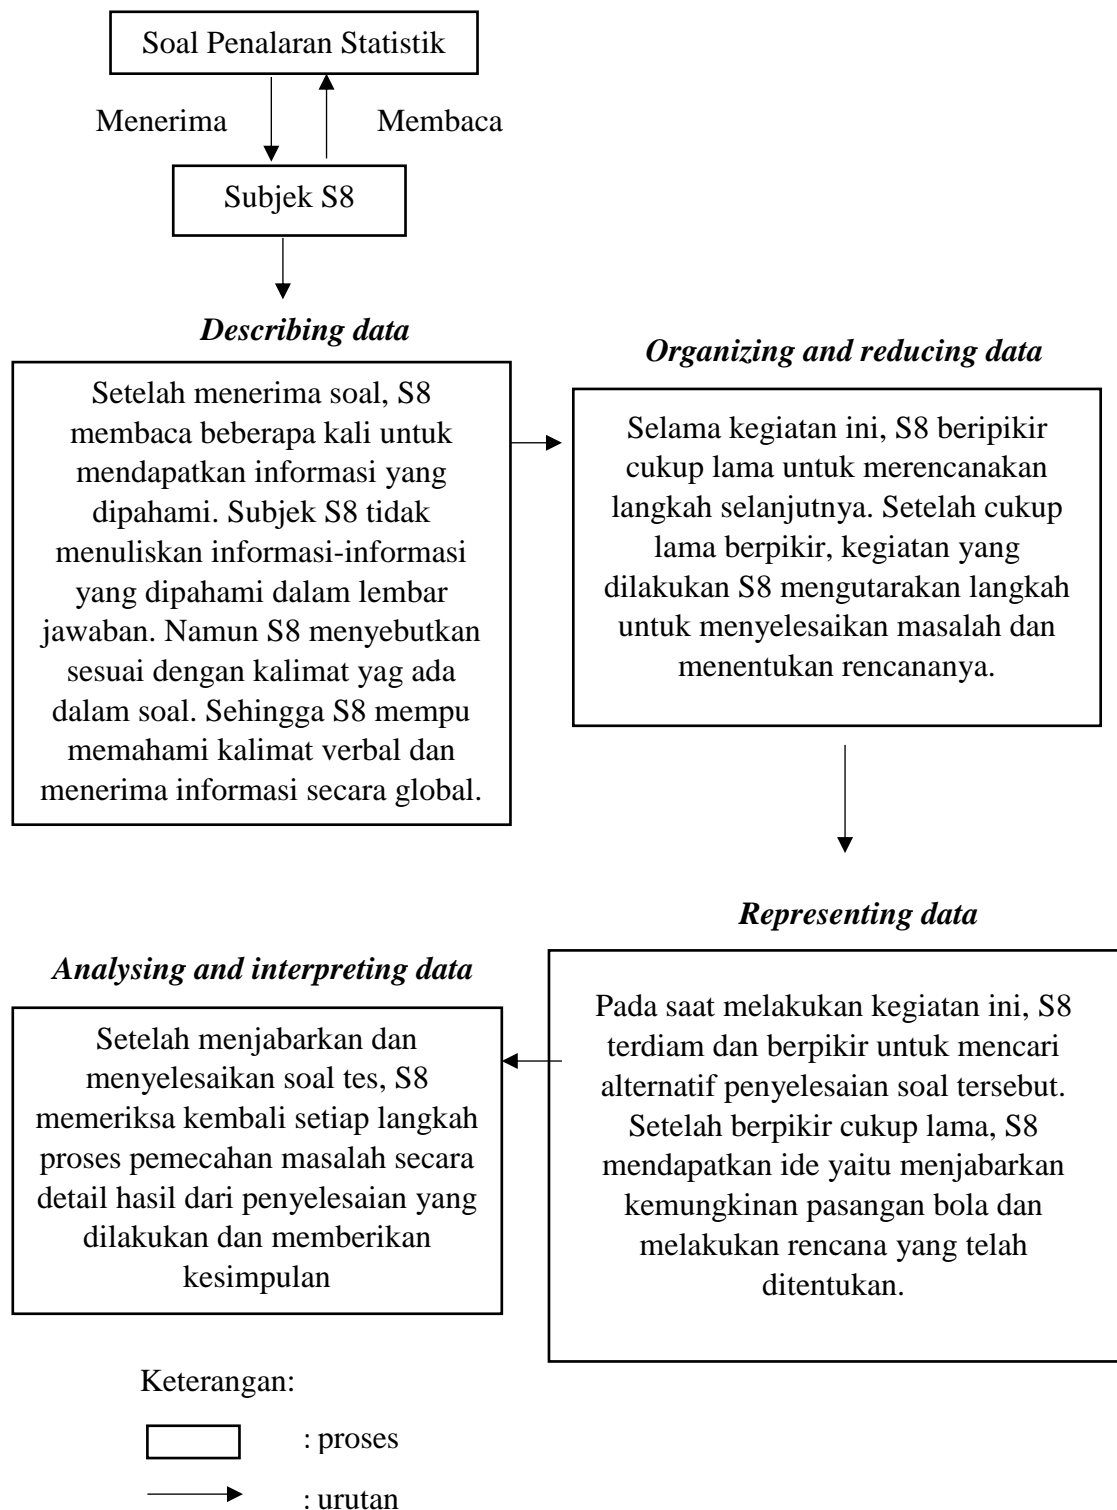 Soal Penalaran Statistik
Menerima
Membaca
Subjek S8
Describing data
Setelah menerima soal, S8
membaca beberapa kali untuk
mendapatkan informasi yang
dipahami. Subjek S8 tidak
menuliskan informasi-informasi
yang dipahami dalam lembar
jawaban. Namun S8 menyebutkan
sesuai dengan kalimat yag ada
dalam soal. Sehingga S8 mempu
memahami kalimat verbal dan
menerima informasi secara global.
Organizing and reducing data
Selama kegiatan ini, S8 beripikir
cukup lama untuk merencanakan
langkah selanjutnya. Setelah cukup
lama berpikir, kegiatan yang
dilakukan S8 mengutarakan langkah
untuk menyelesaikan masalah dan
menentukan rencananya.
Representing data
Pada saat melakukan kegiatan ini, S8
terdiam dan berpikir untuk mencari
alternatif penyelesaian soal tersebut.
Setelah berpikir cukup lama, S8
mendapatkan ide yaitu menjabarkan
kemungkinan pasangan bola dan
melakukan rencana yang telah
ditentukan.
Analysing and interpreting data
Setelah menjabarkan dan
menyelesaikan soal tes, S8
memeriksa kembali setiap langkah
proses pemecahan masalah secara
detail hasil dari penyelesaian yang
dilakukan dan memberikan
kesimpulan
Keterangan:
: proses
: urutan